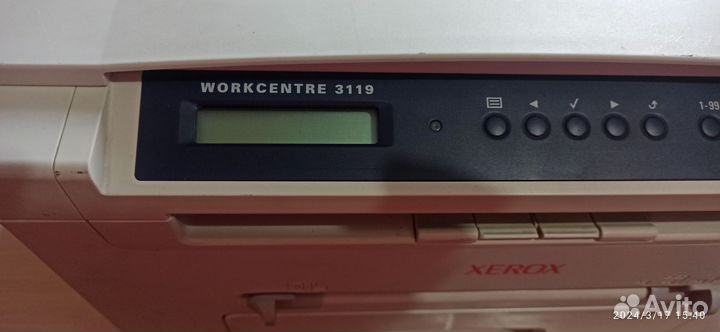 WORKCENTRE 3119
1-99
XEROX
Avito
2024/3/17 15:40